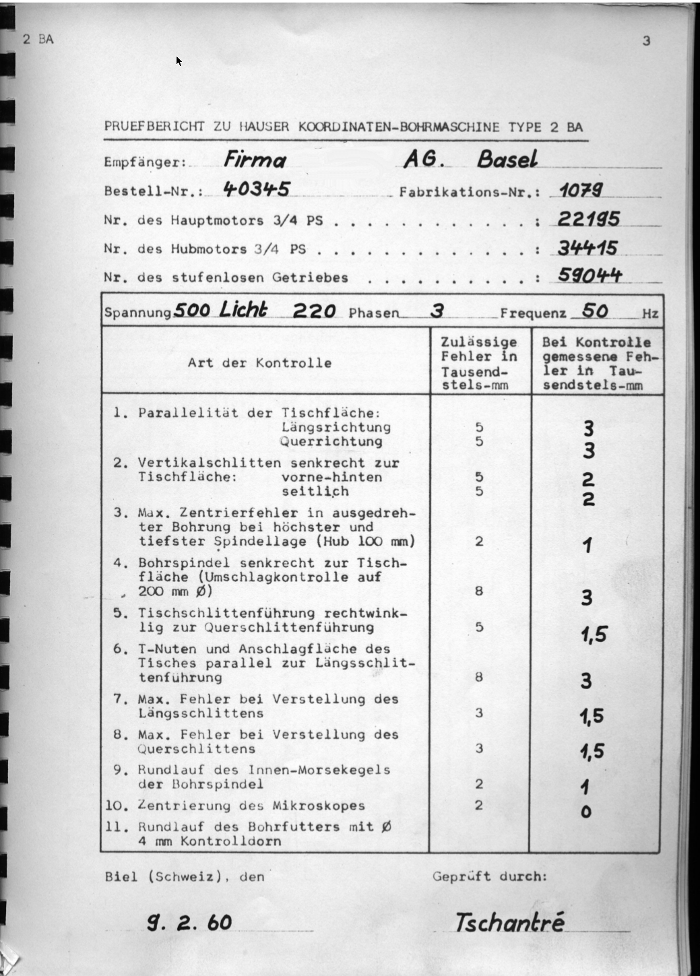 2 BA 3
PRUEFBERICHT ZU HAUSER KOORDINATEN-BOHRMASCHINE TYPE 2 BA
Empfänger: Firma AG. Basel
Bestell-Nr.: 40345 Fabrikations-Nr.: 1079
Nr. des Hauptmotors 3/4 PS . . . . . . . . . . . . : 22195
Nr. des Hubmotors 3/4 PS . . . . . . . . . . . . . : 34415
Nr. des stufenlosen Getriebes . . . . . . . . . . : 59044
Spannung 500 Licht 220 Phasen 3 Frequenz 50 Hz
Art der Kontrolle
Zulässige
Fehler in
Tausend-
stels-mm
Bei Kontrolle
gemessene Feh-
ler in Tau-
sendstels-mm
1. Parallelität der Tischfläche:
Längsrichtung 5 3
Querrichtung 5 3
2. Vertikalschlitten senkrecht zur
Tischfläche: vorne-hinten 5 2
seitlich 5 2
3. Max. Zentrierfehler in ausgedreh-
ter Bohrung bei höchster und
tiefster Spindellage (Hub 100 mm) 2 1
4. Bohrspindel senkrecht zur Tisch-
fläche (Umschlagkontrolle auf
200 mm Ø) 8 3
5. Tischschlittenführung rechtwink-
lig zur Querschlittenführung 5 1,5
6. T-Nuten und Anschlagfläche des
Tisches parallel zur Längsschlit-
tenführung 8 3
7. Max. Fehler bei Verstellung des
Längsschlittens 3 1,5
8. Max. Fehler bei Verstellung des
Querschlittens 3 1,5
9. Rundlauf des Innen-Morsekegels
der Bohrspindel 2 1
10. Zentrierung des Mikroskopes 2 0
11. Rundlauf des Bohrfutters mit Ø
4 mm Kontrolldorn
Biel (Schweiz), den Geprüft durch:
9. 2. 60 Tschantré